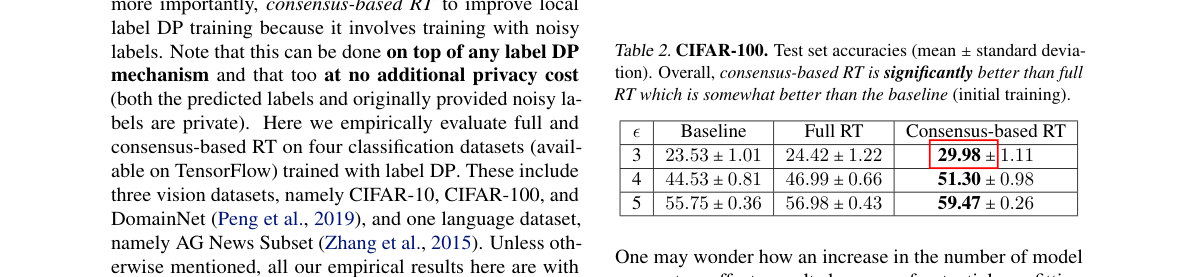 more importantly, consensus-based RT to improve local
label DP training because it involves training with noisy
labels. Note that this can be done on top of any label DP
mechanism and that too at no additional privacy cost
(both the predicted labels and originally provided noisy la-
bels are private). Here we empirically evaluate full and
consensus-based RT on four classification datasets (avail-
able on TensorFlow) trained with label DP. These include
three vision datasets, namely CIFAR-10, CIFAR-100, and
DomainNet (Peng et al., 2019), and one language dataset,
namely AG News Subset (Zhang et al., 2015). Unless oth-
erwise mentioned, all our empirical results here are with
Table 2. CIFAR-100. Test set accuracies (mean ± standard devia-
tion). Overall, consensus-based RT is significantly better than full
RT which is somewhat better than the baseline (initial training).
ϵ Baseline Full RT Consensus-based RT
3 23.53 ± 1.01 24.42 ± 1.22 29.98 ± 1.11
4 44.53 ± 0.81 46.99 ± 0.66 51.30 ± 0.98
5 55.75 ± 0.36 56.98 ± 0.43 59.47 ± 0.26
One may wonder how an increase in the number of model